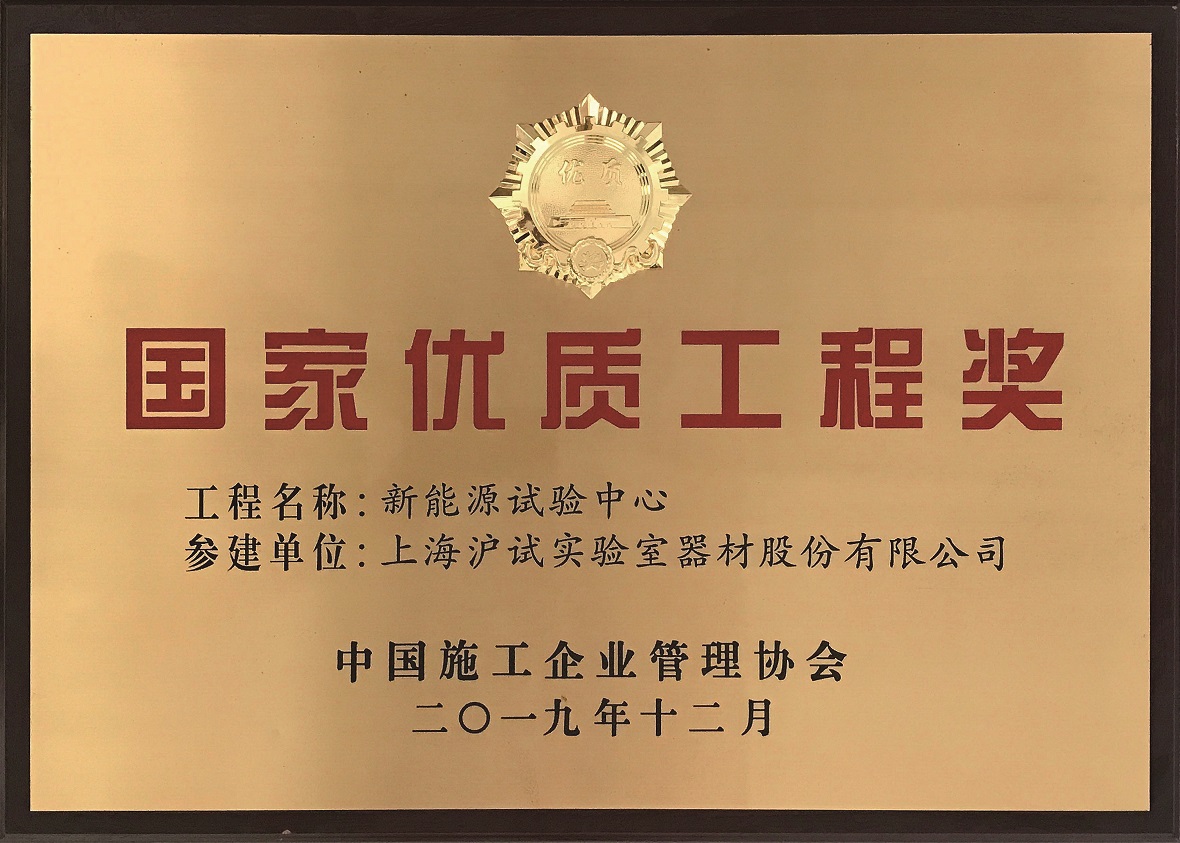 优质
国家优质工程奖
工程名称：新能源试验中心
参建单位：上海沪试实验室器材股份有限公司
中国施工企业管理协会
二〇一九年十二月